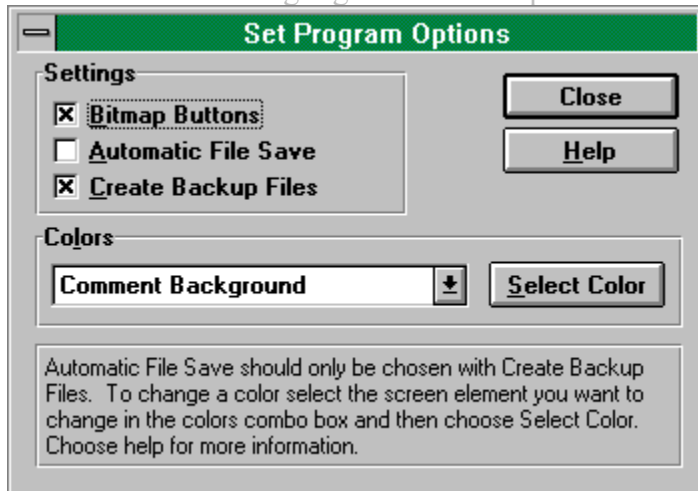 Set Program Options
Settings
Bitmap Buttons
Automatic File Save
Create Backup Files
Close
Help
Colors
Comment Background
Select Color
Automatic File Save should only be chosen with Create Backup
Files.  To change a color select the screen element you want to
change in the colors combo box and then choose Select Color.
Choose help for more information.